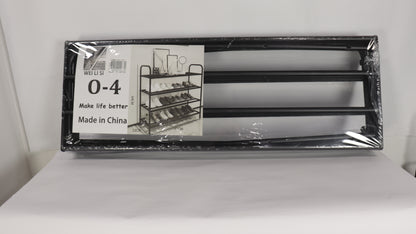 WEI LI SI
0-4
Make life better
Made in China